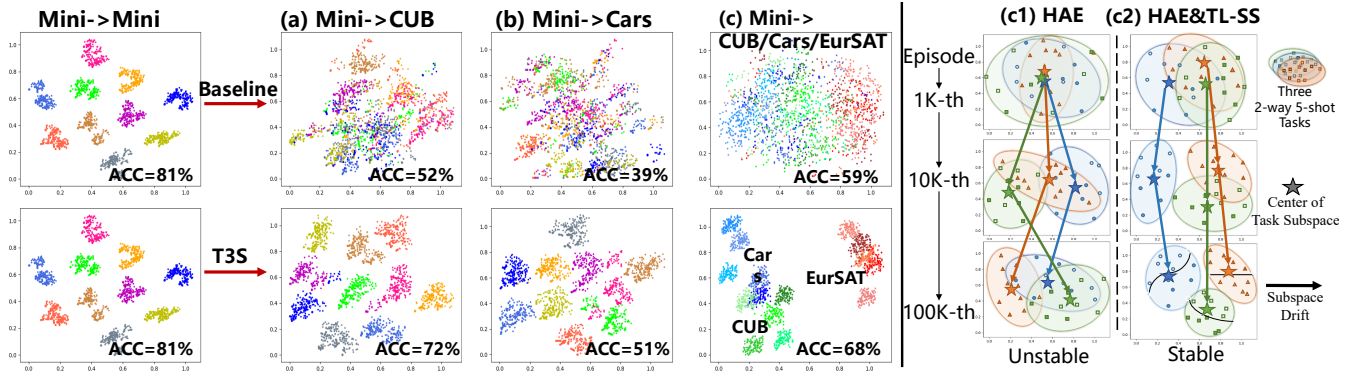 Mini->Mini
(a) Mini->CUB
(b) Mini->Cars
(c) Mini->
CUB/Cars/EurSAT
Baseline
ACC=81%
ACC=52%
ACC=39%
ACC=59%
T3S
ACC=81%
ACC=72%
ACC=51%
Car
s
EurSAT
CUB
ACC=68%
(c1) HAE
(c2) HAE&TL-SS
Episode
1K-th
10K-th
100K-th
Three
2-way 5-shot
Tasks
Center of
Task Subspace
Subspace
Drift
Unstable
Stable